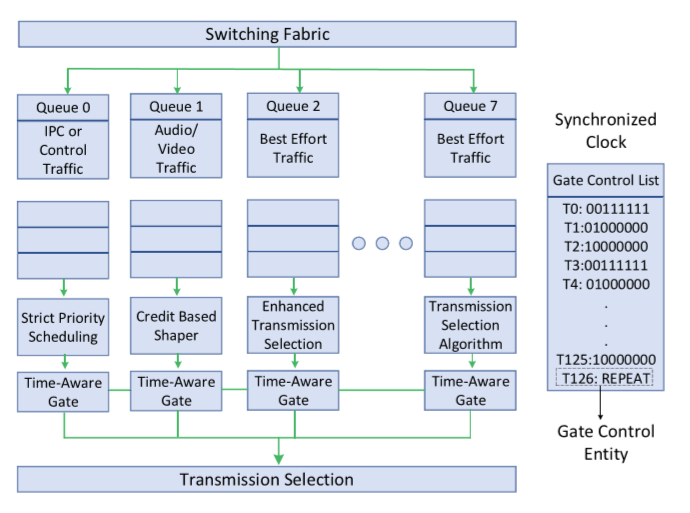 Switching Fabric
Queue 0
IPC or
Control
Traffic
Queue 1
Audio/
Video
Traffic
Queue 2
Best Effort
Traffic
Queue 7
Best Effort
Traffic
Strict Priority
Scheduling
Credit Based
Shaper
Enhanced
Transmission
Selection
Transmission
Selection
Algorithm
Time-Aware
Gate
Time-Aware
Gate
Time-Aware
Gate
Time-Aware
Gate
Transmission Selection
Synchronized
Clock
Gate Control List
T0: 00111111
T1:01000000
T2:10000000
T3:00111111
T4: 01000000
.
.
.
T125:10000000
T126: REPEAT
Gate Control
Entity